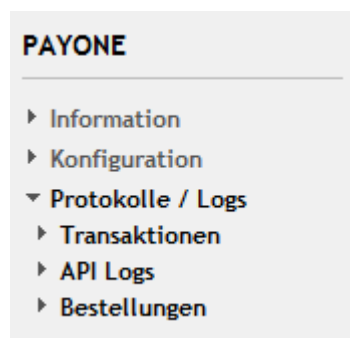 PAYONE
Information
Konfiguration
Protokolle / Logs
Transaktionen
API Logs
Bestellungen